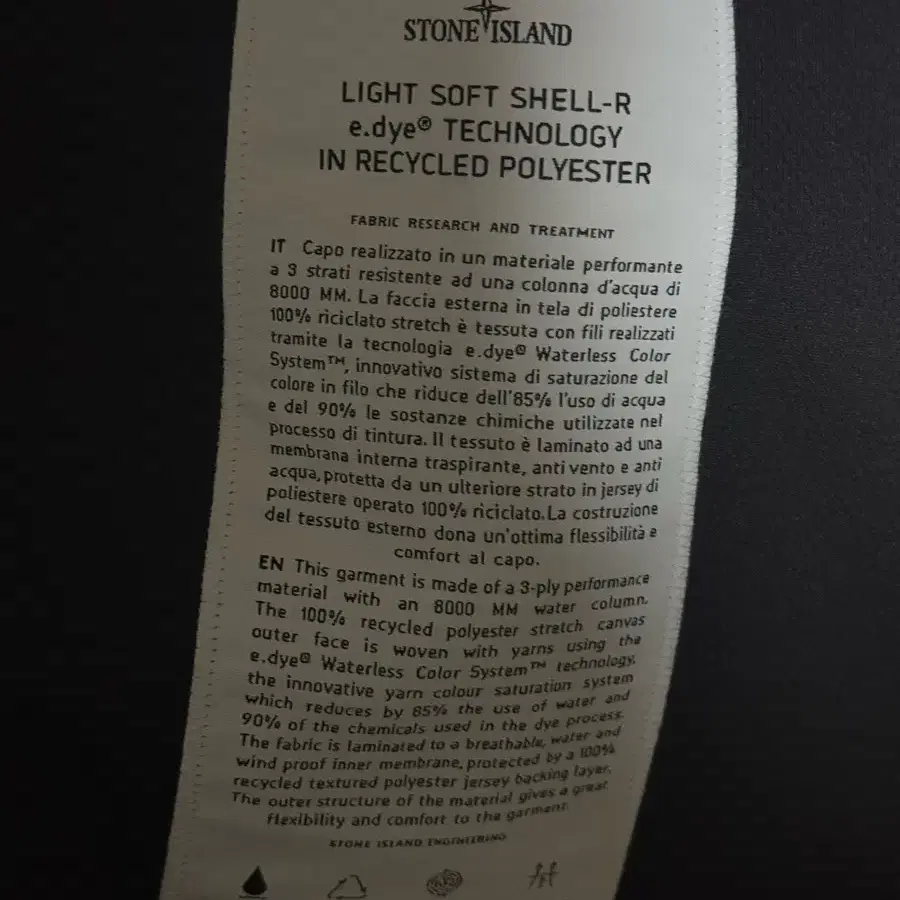 STONE ISLAND
LIGHT SOFT SHELL-R
e.dye® TECHNOLOGY
IN RECYCLED POLYESTER
FABRIC RESEARCH AND TREATMENT
IT Capo realizzato in un materiale performante
a 3 strati resistente ad una colonna d'acqua di
8000 MM. La faccia esterna in tela di poliestere
100% riciclato stretch è tessuta con fili realizzati
tramite la tecnologia e.dye® Waterless Color
System™, innovativo sistema di saturazione del
colore in filo che riduce dell'85% l'uso di acqua
e del 90% le sostanze chimiche utilizzate nel
processo di tintura. Il tessuto è laminato ad una
membrana interna traspirante, anti vento e anti
acqua, protetta da un ulteriore strato in jersey di
poliestere operato 100% riciclato. La costruzione
del tessuto esterno dona un'ottima flessibilità e
comfort al capo.
EN This garment is made of a 3-ply performance
material with an 8000 MM water column.
The 100% recycled polyester stretch canvas
outer face is woven with yarns using the
e.dye® Waterless Color System™ technology,
the innovative yarn colour saturation system
which reduces by 85% the use of water and
90% of the chemicals used in the dye process.
The fabric is laminated to a breathable, water and
wind proof inner membrane, protected by a 100%
recycled textured polyester jersey backing layer.
The outer structure of the material gives a great
flexibility and comfort to the garment.
STONE ISLAND ENGINEERING